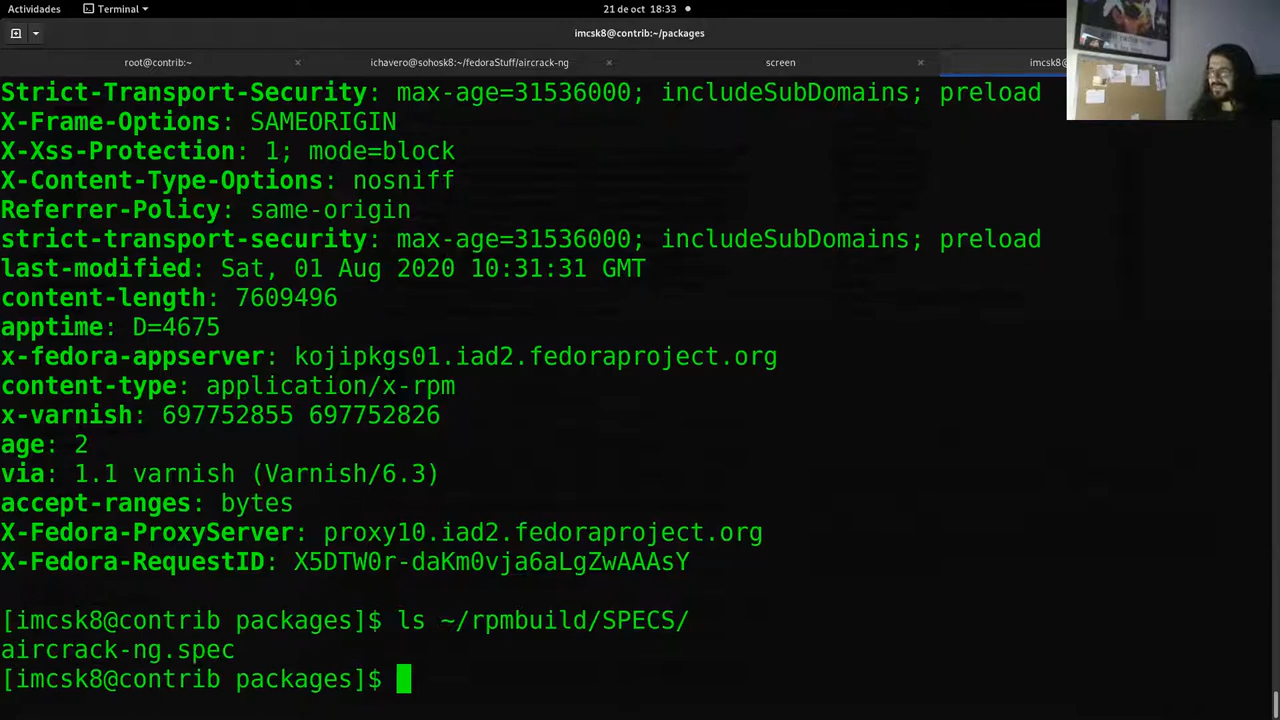 Actividades Terminal 21 de oct 18:33
imcsk8@contrib:~/packages
root@contrib:~ ichavero@sohosk8:~/fedoraStuff/aircrack-ng screen imcsk8@
Strict-Transport-Security: max-age=31536000; includeSubDomains; preload
X-Frame-Options: SAMEORIGIN
X-Xss-Protection: 1; mode=block
X-Content-Type-Options: nosniff
Referrer-Policy: same-origin
strict-transport-security: max-age=31536000; includeSubDomains; preload
last-modified: Sat, 01 Aug 2020 10:31:31 GMT
content-length: 7609496
apptime: D=4675
x-fedora-appserver: kojipkgs01.iad2.fedoraproject.org
content-type: application/x-rpm
x-varnish: 697752855 697752826
age: 2
via: 1.1 varnish (Varnish/6.3)
accept-ranges: bytes
X-Fedora-ProxyServer: proxy10.iad2.fedoraproject.org
X-Fedora-RequestID: X5DTW0r-daKm0vja6aLgZwAAAsY
[imcsk8@contrib packages]$ ls ~/rpmbuild/SPECS/
aircrack-ng.spec
[imcsk8@contrib packages]$